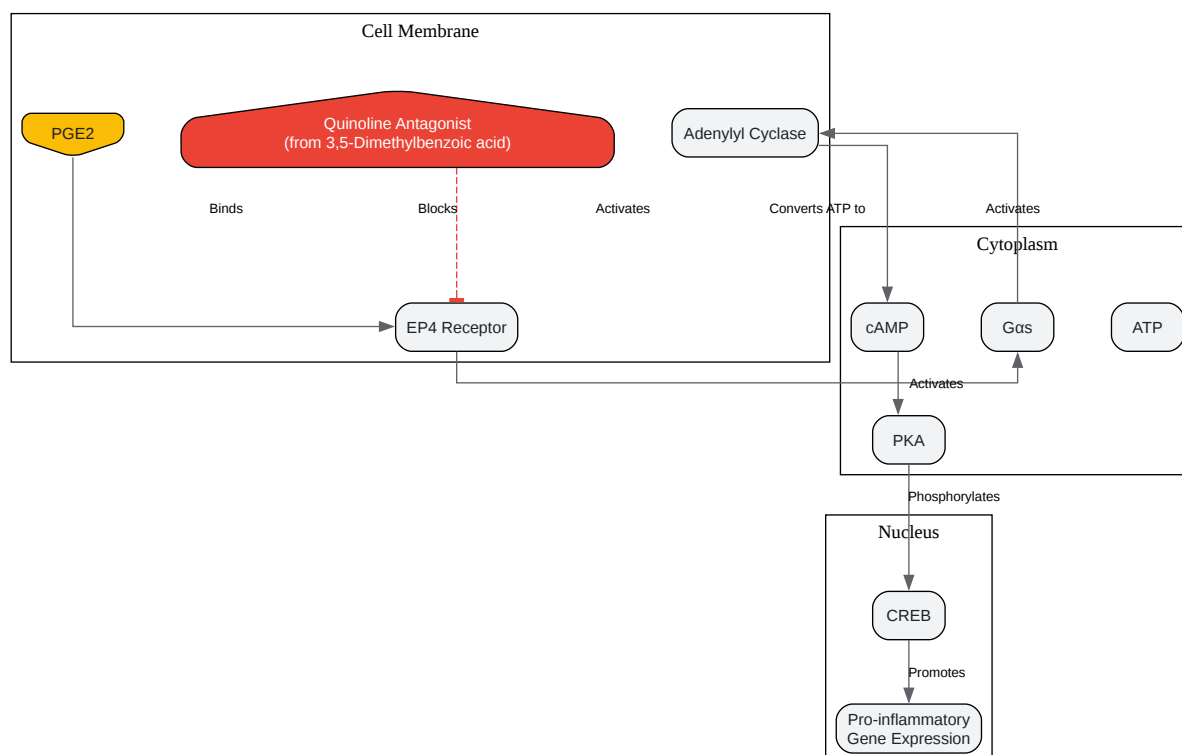 Cell Membrane
PGE2
Quinoline Antagonist
(from 3,5-Dimethylbenzoic acid)
Adenylyl Cyclase
Binds
Blocks
Activates
Converts ATP to
Activates
Cytoplasm
EP4 Receptor
cAMP
Gαs
ATP
Activates
PKA
Phosphorylates
Nucleus
CREB
Promotes
Pro-inflammatory
Gene Expression